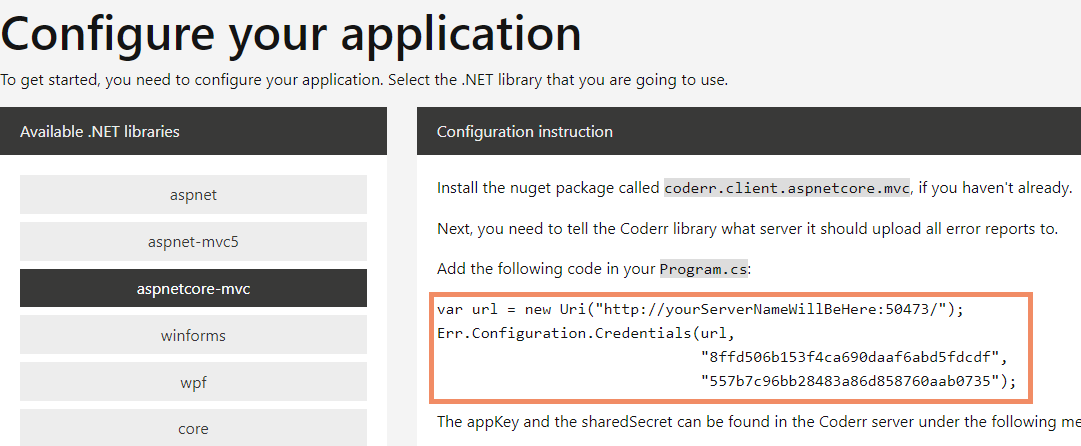 Configure your application
To get started, you need to configure your application. Select the .NET library that you are going to use.
Available .NET libraries
aspnet
aspnet-mvc5
aspnetcore-mvc
winforms
wpf
core
Configuration instruction
Install the nuget package called coderr.client.aspnetcore.mvc, if you haven't already.
Next, you need to tell the Coderr library what server it should upload all error reports to.
Add the following code in your Program.cs:
var url = new Uri("http://yourServerNameWillBeHere:50473/");
Err.Configuration.Credentials(url,
"8ffd506b153f4ca690daaf6abd5fdcdf",
"557b7c96bb28483a86d858760aab0735");
The appKey and the sharedSecret can be found in the Coderr server under the following me